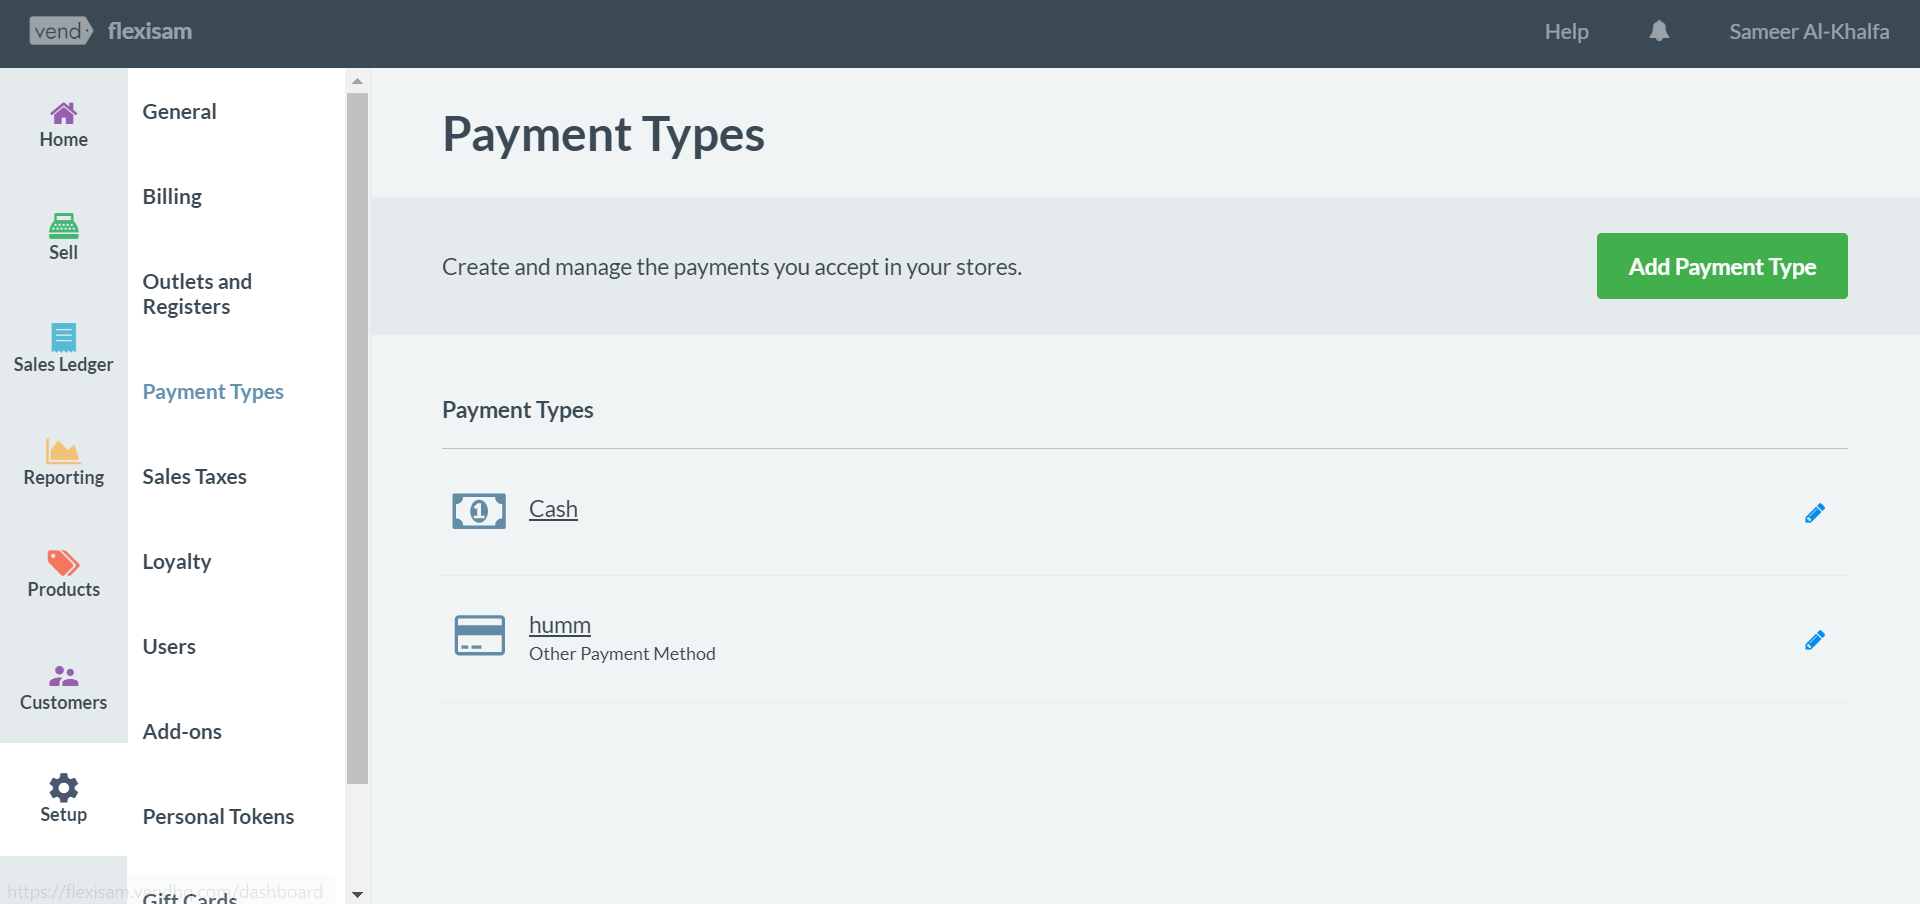 vend flexisam
Help
Sameer Al-Khalfa
Home
Sell
Sales Ledger
Reporting
Products
Customers
Setup
General
Billing
Outlets and
Registers
Payment Types
Sales Taxes
Loyalty
Users
Add-ons
Personal Tokens
Gift Cards
https://flexisam.vendhq.com/dashboard
Payment Types
Create and manage the payments you accept in your stores.
Add Payment Type
Payment Types
1
Cash
humm
Other Payment Method